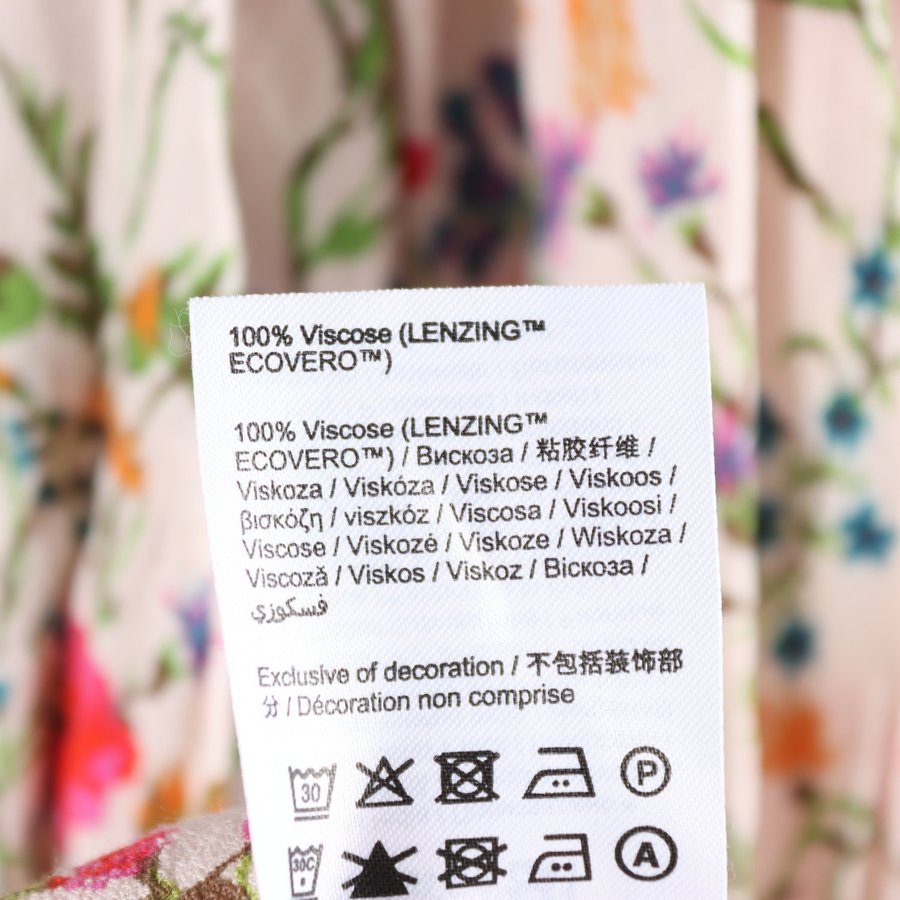 100% Viscose (LENZING™
ECOVERO™)
100% Viscose (LENZING™
ECOVERO™) / Вискоза / 粘胶纤维 /
Viskoza / Viskóza / Viskose / Viskoos /
βισκόζη / viszkóz / Viscosa / Viskoosi /
Viscose / Viskozė / Viskoze / Wiskoza /
Viscoză / Viskos / Viskoz / Віскоза /
فسكوزي
Exclusive of decoration / 不包括装饰部
分 / Décoration non comprise
30 P
30C A